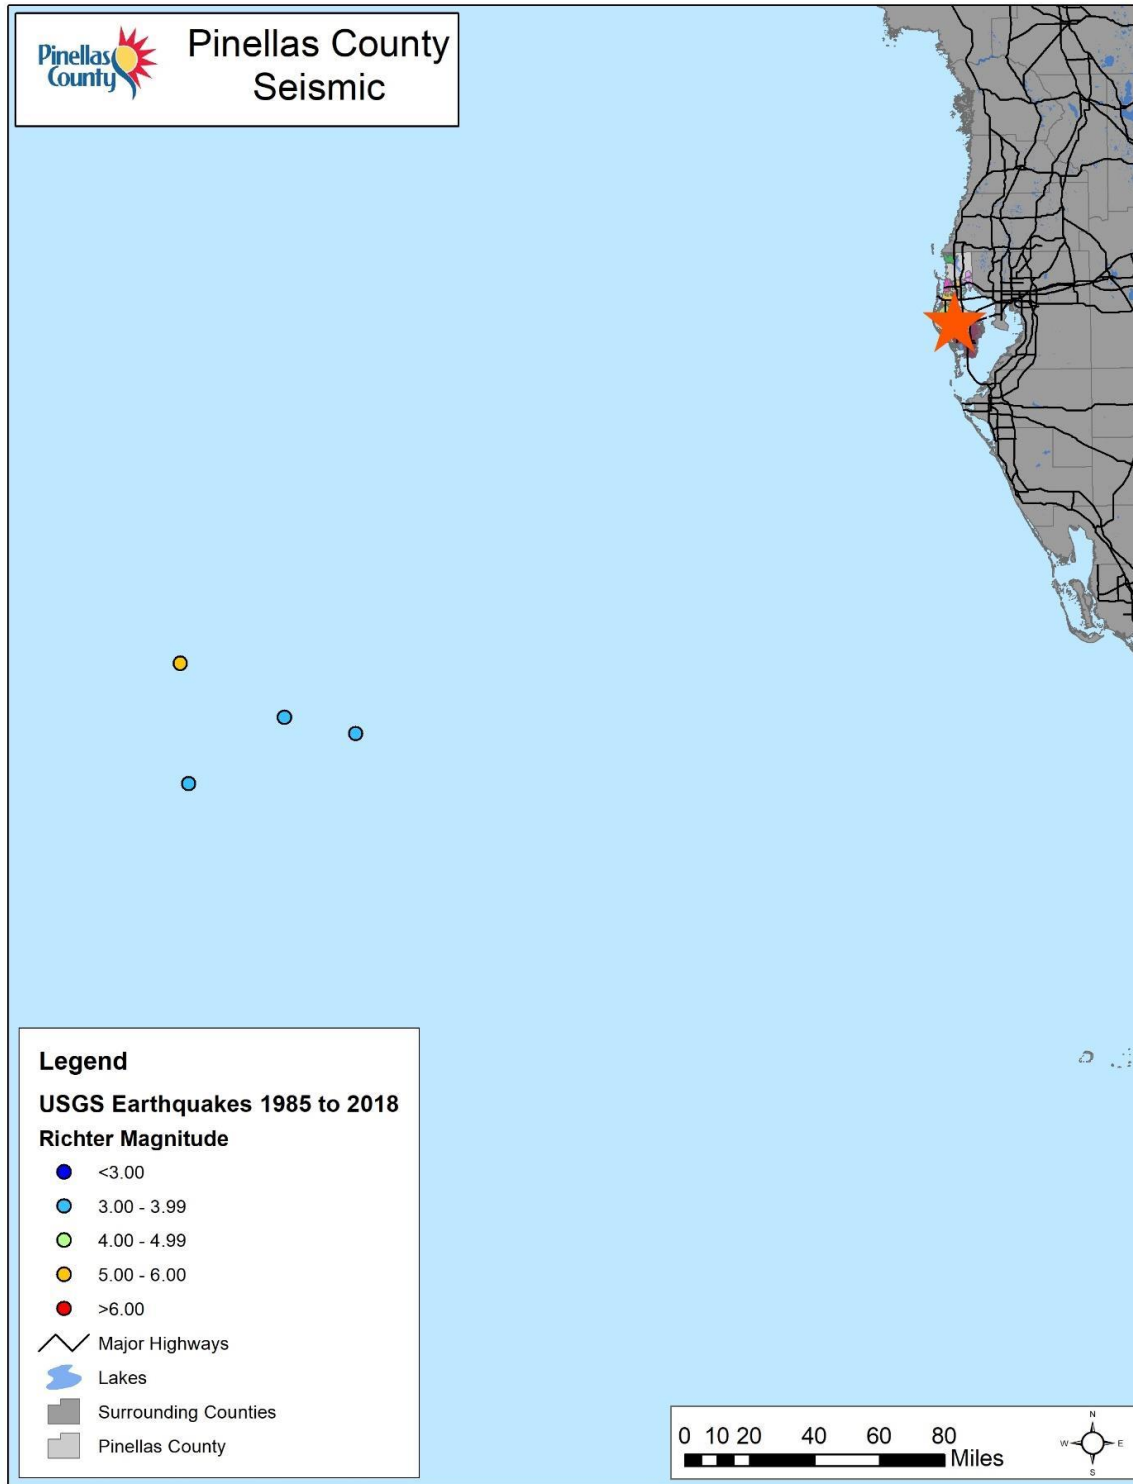 Pinellas
County
Pinellas County
Seismic
Legend
USGS Earthquakes 1985 to 2018
Richter Magnitude
<3.00
3.00 - 3.99
4.00 - 4.99
5.00 - 6.00
>6.00
Major Highways
Lakes
Surrounding Counties
Pinellas County
0 10 20 40 60 80
Miles
N
W E
S